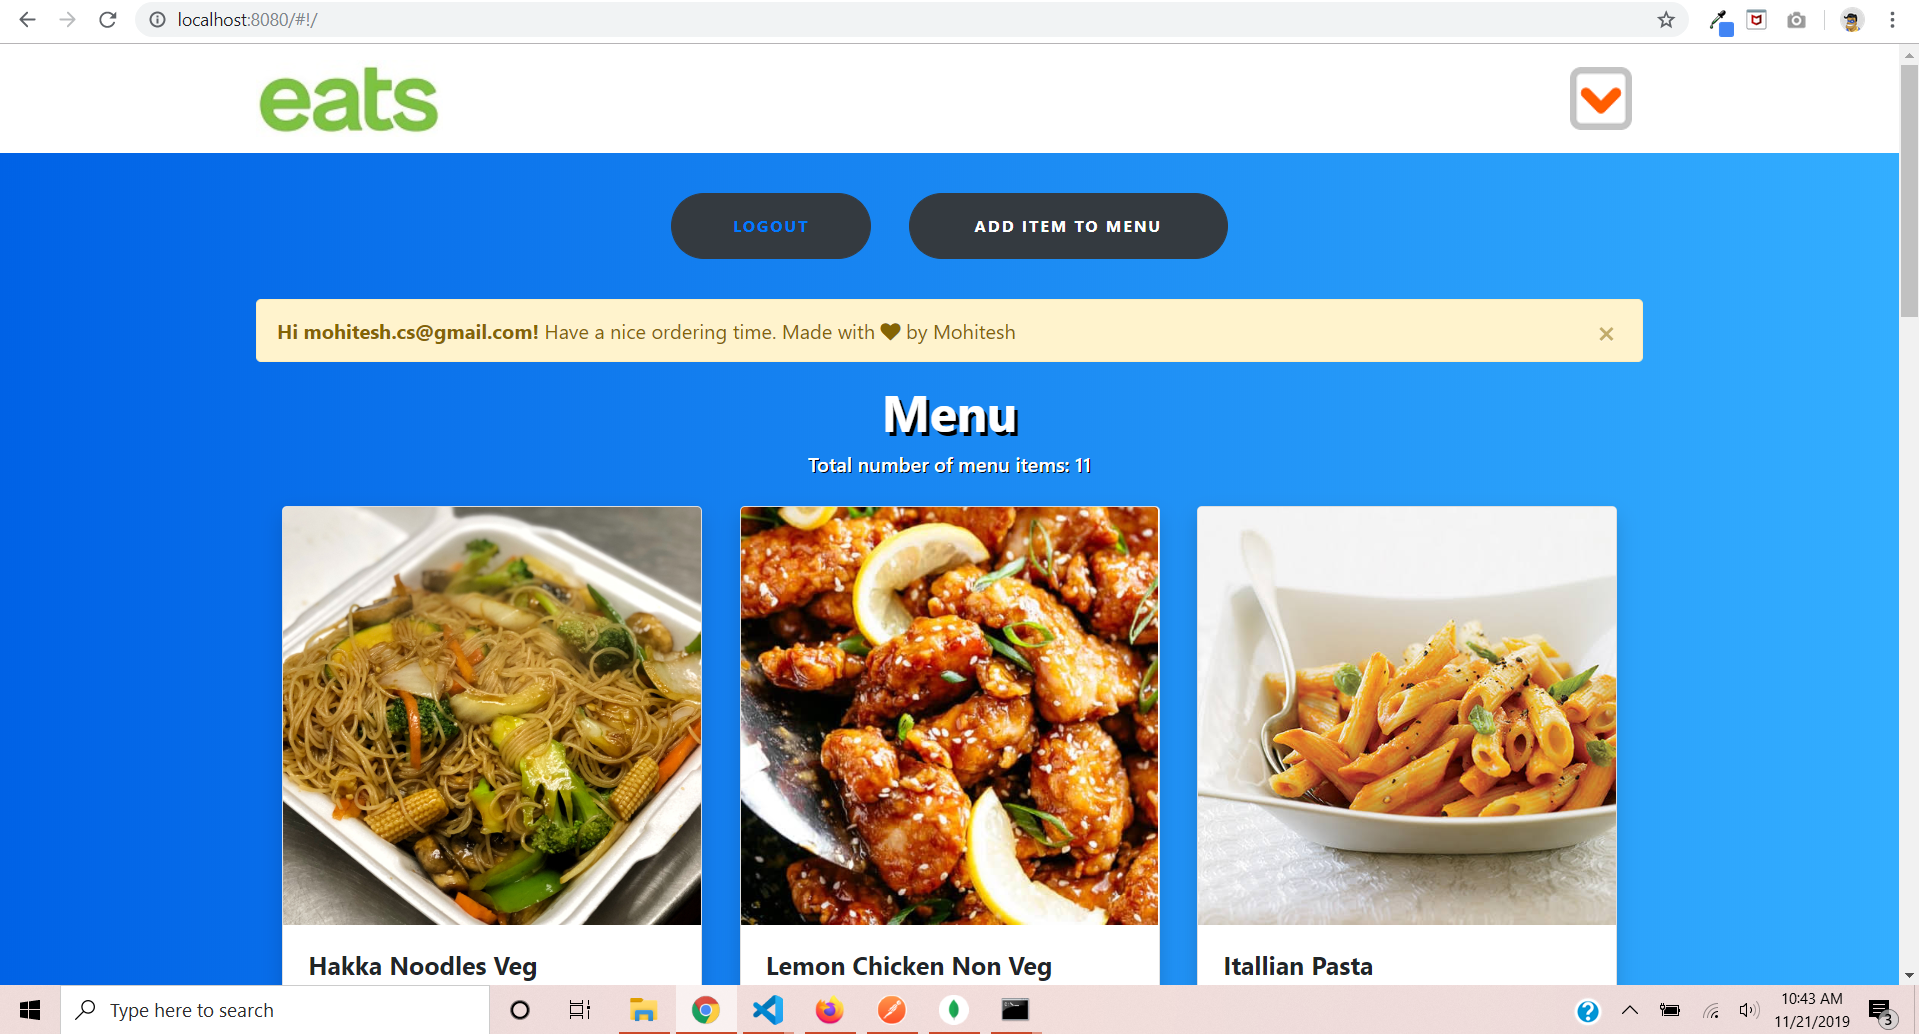 localhost:8080/#!/
eats
LOGOUT
ADD ITEM TO MENU
Hi mohitesh.cs@gmail.com! Have a nice ordering time. Made with ♥ by Mohitesh
×
Menu
Total number of menu items: 11
Hakka Noodles Veg
Lemon Chicken Non Veg
Itallian Pasta
Type here to search
10:43 AM
11/21/2019
3